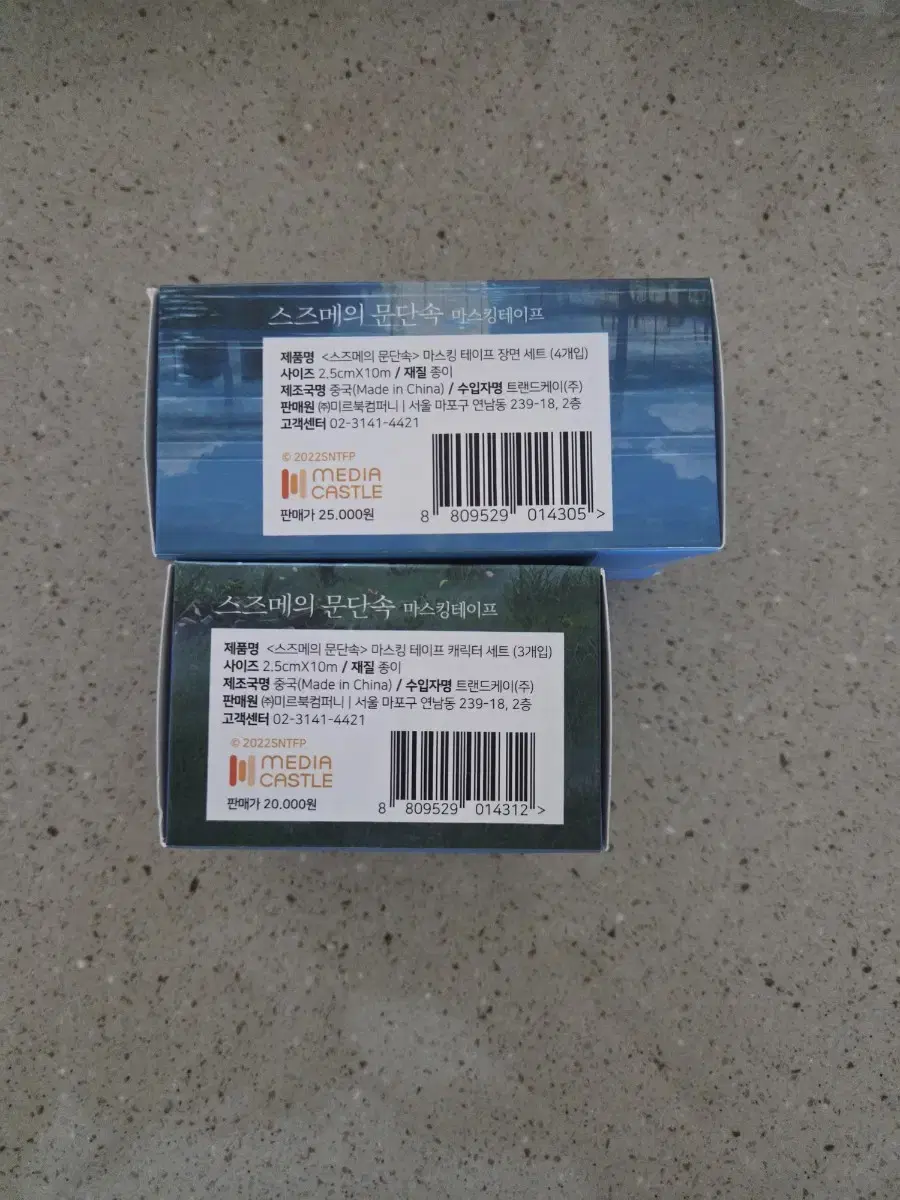 스즈메의 문단속 마스킹테이프
제품명 <스즈메의 문단속> 마스킹 테이프 장면 세트 (4개입)
사이즈 2.5cmX10m / 재질 종이
제조국명 중국(Made in China) / 수입자명 트랜드케이(주)
판매원 ㈜미르북컴퍼니 | 서울 마포구 연남동 239-18, 2층
고객센터 02-3141-4421
© 2022SNTFP
MEDIA
CASTLE
판매가 25,000원
8 809529 014305 >
스즈메의 문단속 마스킹테이프
제품명 <스즈메의 문단속> 마스킹 테이프 캐릭터 세트 (3개입)
사이즈 2.5cmX10m / 재질 종이
제조국명 중국(Made in China) / 수입자명 트랜드케이(주)
판매원 ㈜미르북컴퍼니 | 서울 마포구 연남동 239-18, 2층
고객센터 02-3141-4421
© 2022SNTFP
MEDIA
CASTLE
판매가 20,000원
8 809529 014312 >